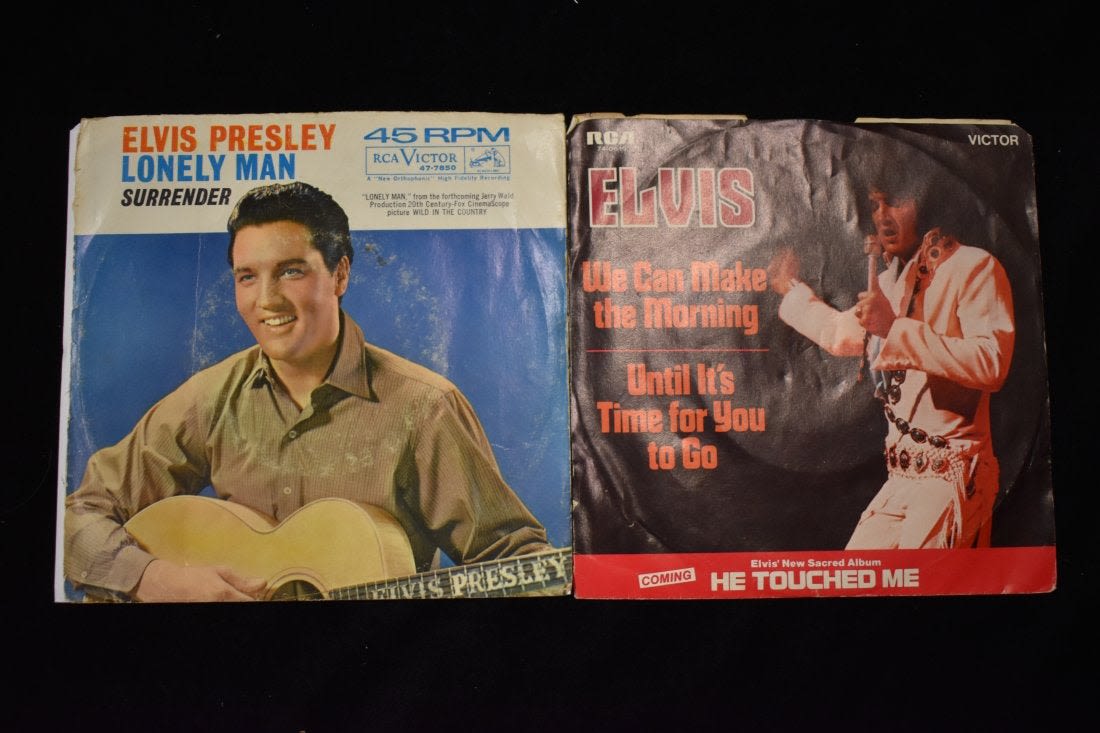 ELVIS PRESLEY
LONELY MAN
SURRENDER
45 RPM
RCA VICTOR
47-7850
A "New Orthophonic" High Fidelity Recording
"LONELY MAN," from the forthcoming Jerry Wald
Production 20th Century-Fox CinemaScope
picture WILD IN THE COUNTRY
ELVIS PRESLEY
RCA
VICTOR
ELVIS
We Can Make
the Morning
Until It's
Time for You
to Go
Elvis' New Sacred Album
COMING HE TOUCHED ME